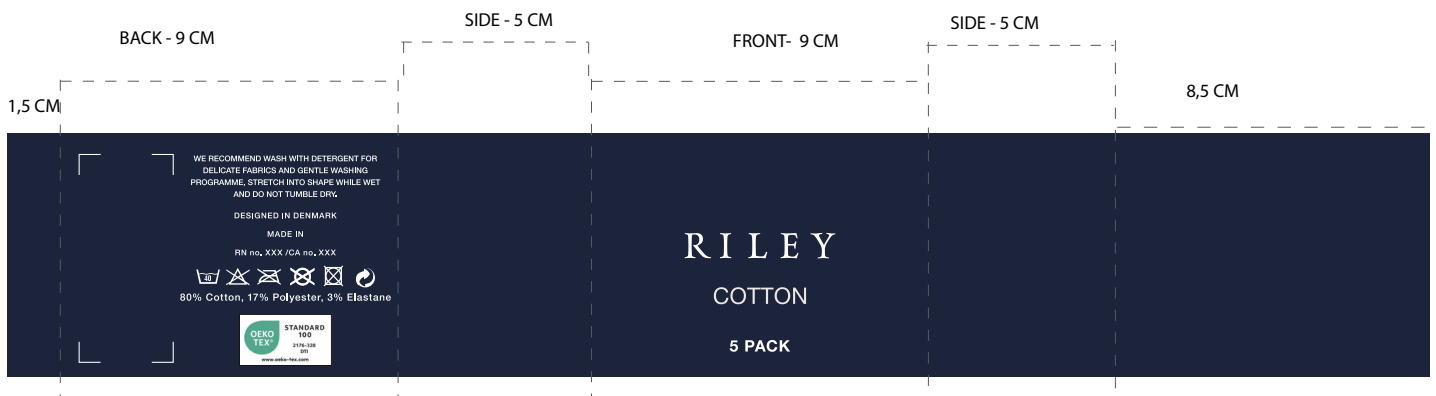 BACK - 9 CM
SIDE - 5 CM
FRONT- 9 CM
SIDE - 5 CM
1,5 CM
8,5 CM
WE RECOMMEND WASH WITH DETERGENT FOR
DELICATE FABRICS AND GENTLE WASHING
PROGRAMME, STRETCH INTO SHAPE WHILE WET
AND DO NOT TUMBLE DRY.
DESIGNED IN DENMARK
MADE IN
RN no. XXX /CA no. XXX
40
80% Cotton, 17% Polyester, 3% Elastane
OEKO
TEX®
STANDARD
100
2176-328
DTI
www.oeko-tex.com
RILEY
COTTON
5 PACK